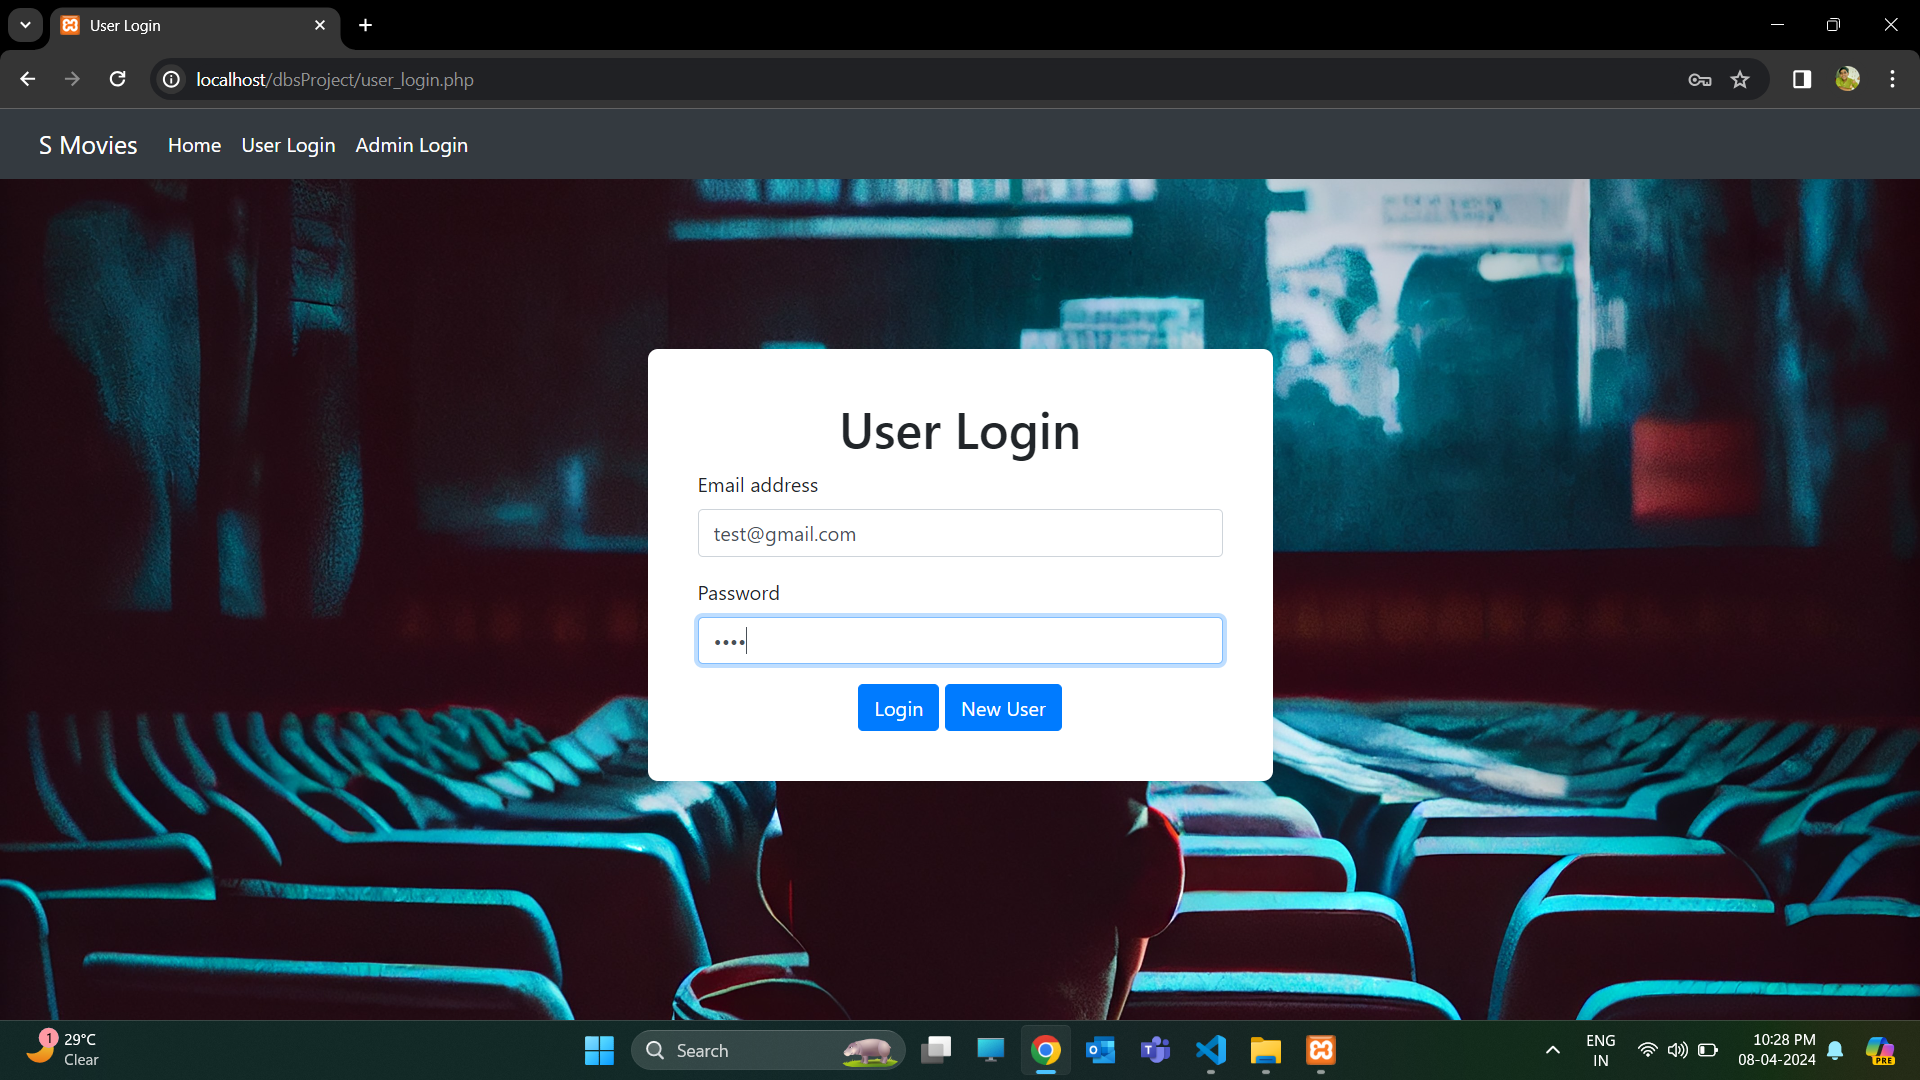 User Login
localhost/dbsProject/user_login.php
S Movies Home User Login Admin Login
User Login
Email address
test@gmail.com
Password
••••
Login New User
1 29°C
Clear
Search
ENG
IN
10:28 PM
08-04-2024
PRE